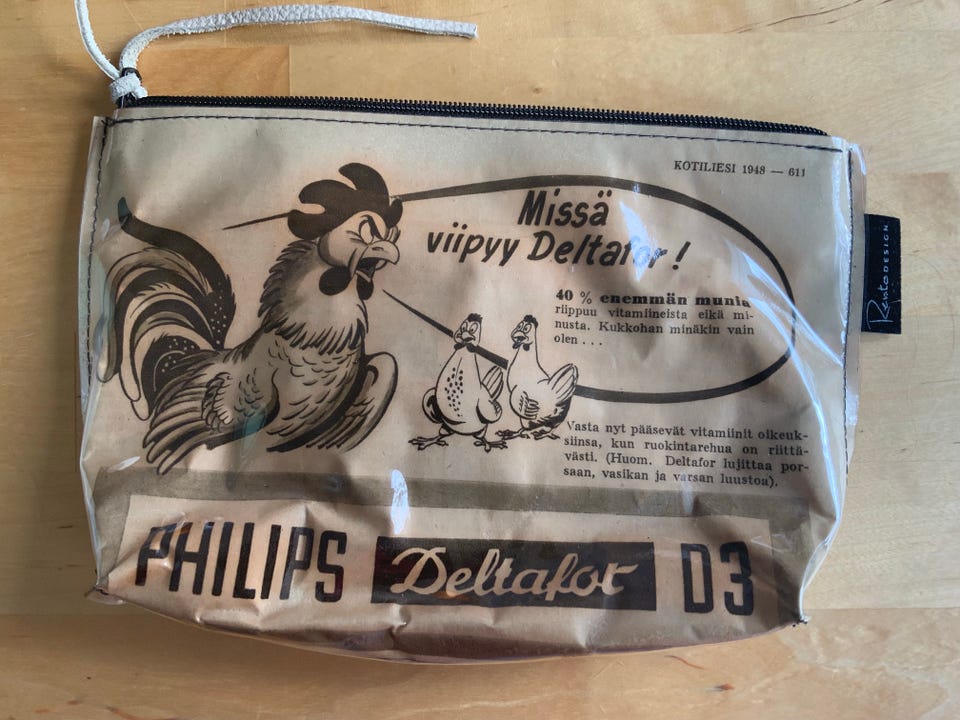 KOTILIESI 1948 — 611
Missä
viipyy Deltafor!
40 % enemmän munia
riippuu vitamiineista eikä mi-
nusta. Kukkohan minäkin vain
olen . . .
Vasta nyt pääsevät vitamiinit oikeuk-
siinsa, kun ruokintarehua on riittä-
västi. (Huom. Deltafor lujittaa por-
saan, vasikan ja varsan luustoa).
PHILIPS Deltafor D3
RantaDESIGN